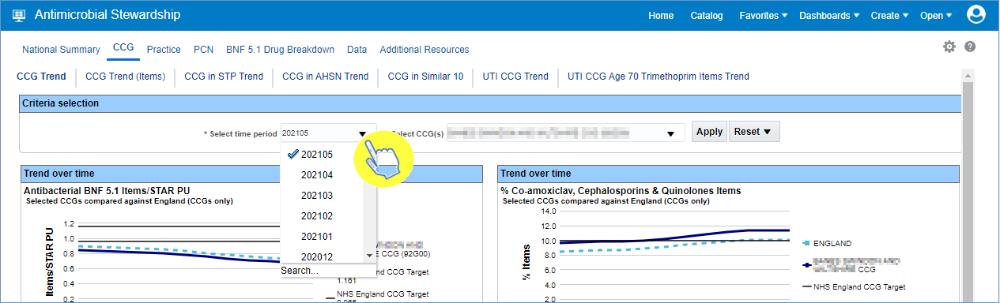 Antimicrobial Stewardship Home Catalog Favorites Dashboards Create Open
National Summary CCG Practice PCN BNF 5.1 Drug Breakdown Data Additional Resources
CCG Trend CCG Trend (Items) CCG in STP Trend CCG in AHSN Trend CCG in Similar 10 UTI CCG Trend UTI CCG Age 70 Trimethoprim Items Trend
Criteria selection
* Select time period 202105 Select CCG(s) Apply Reset
202105
202104
202103
202102
202101
202012
Search...
Trend over time
Antibacterial BNF 5.1 Items/STAR PU
Selected CCGs compared against England (CCGs only)
Items/STAR PU
1.2
1.0
0.8
0.6
0.4
0.2
CCG (92G00)
CCG Target
1.161
NHS England CCG Target
Trend over time
% Co-amoxiclav, Cephalosporins & Quinolones Items
Selected CCGs compared against England (CCGs only)
% Items
14.0
12.0
10.0
8.0
6.0
4.0
2.0
ENGLAND
CCG
NHS England CCG Target